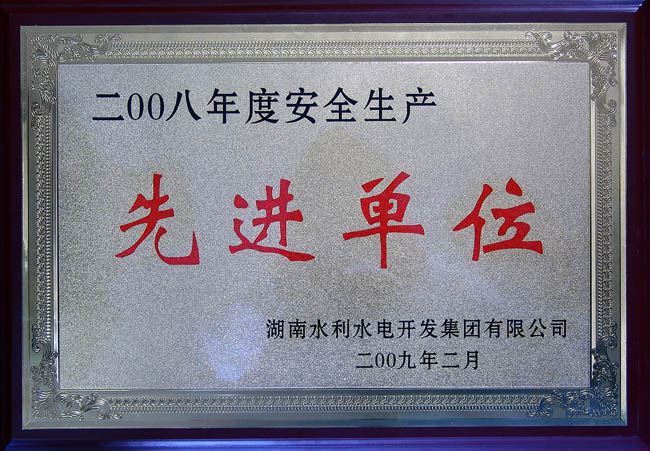 二00八年度安全生产
先进单位
湖南水利水电开发集团有限公司
二00九年二月